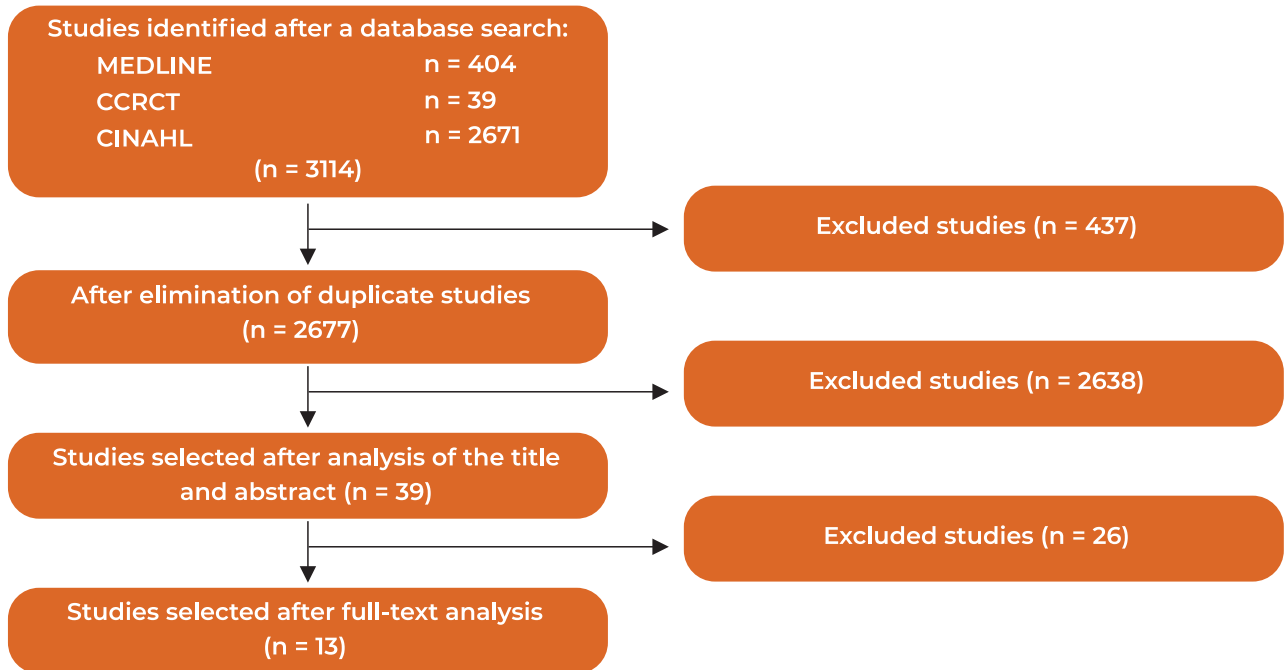 Studies identified after a database search:
MEDLINE n = 404
CCRCT n = 39
CINAHL n = 2671
(n = 3114)
Excluded studies (n = 437)
After elimination of duplicate studies
(n = 2677)
Excluded studies (n = 2638)
Studies selected after analysis of the title
and abstract (n = 39)
Excluded studies (n = 26)
Studies selected after full-text analysis
(n = 13)